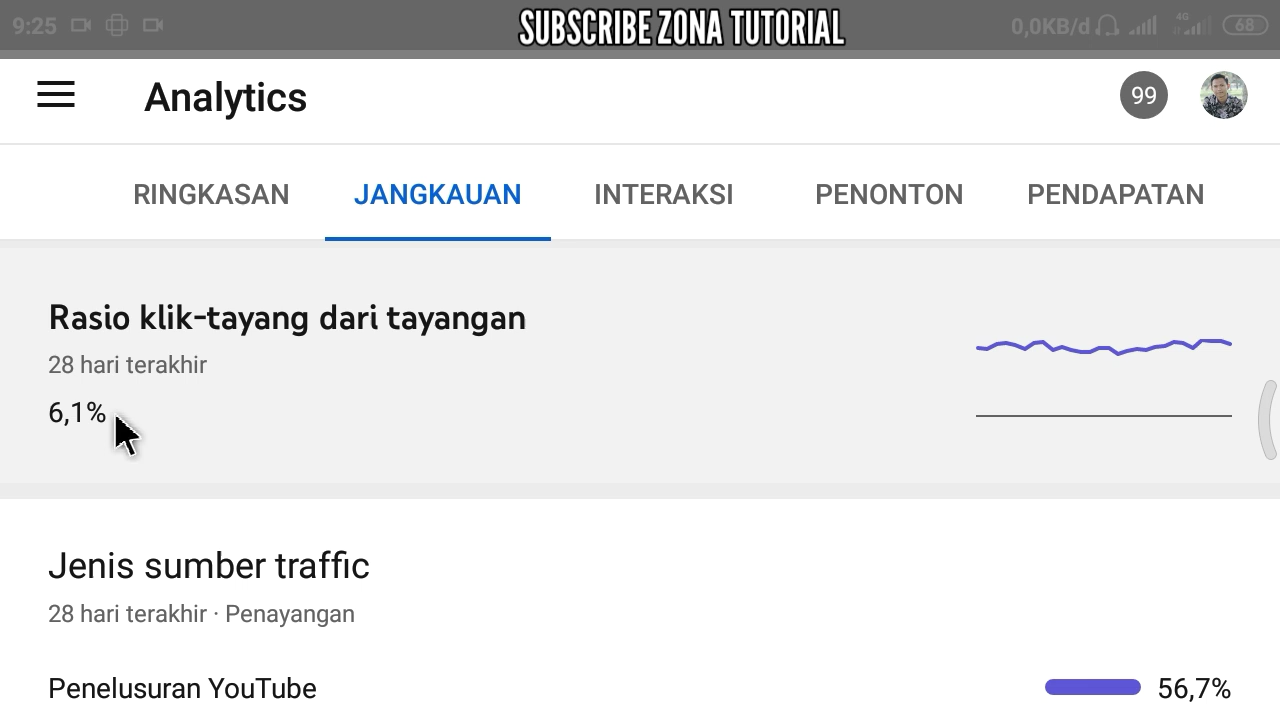 9:25
SUBSCRIBE ZONA TUTORIAL
0,0KB/d
4G
68
Analytics
99
RINGKASAN JANGKAUAN INTERAKSI PENONTON PENDAPATAN
Rasio klik-tayang dari tayangan
28 hari terakhir
6,1%
Jenis sumber traffic
28 hari terakhir · Penayangan
Penelusuran YouTube 56,7%